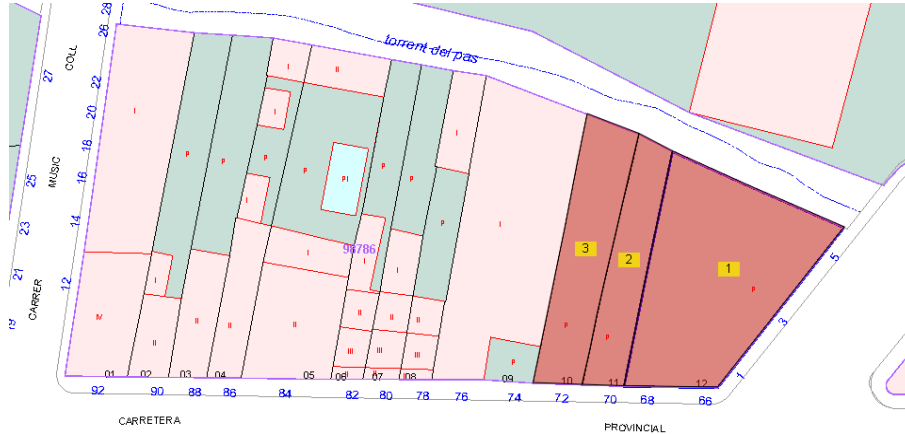 28
26
COLL
27
22
20
MUSIC
25
16
14
23
21
12
CARRER
19
torrent del pas
I
II
I
I
I
P
P
P
P
P1
P
P
P
I
I
98786
I
I
I
I
IV
II
II
II
II
II
II
II
III
III
III
P
3
2
1
P
P
P
5
3
1
01
02
03
04
05
06
07
08
09
10
11
12
92
90
88
86
84
82
80
78
76
74
72
70
68
66
CARRETERA
PROVINCIAL